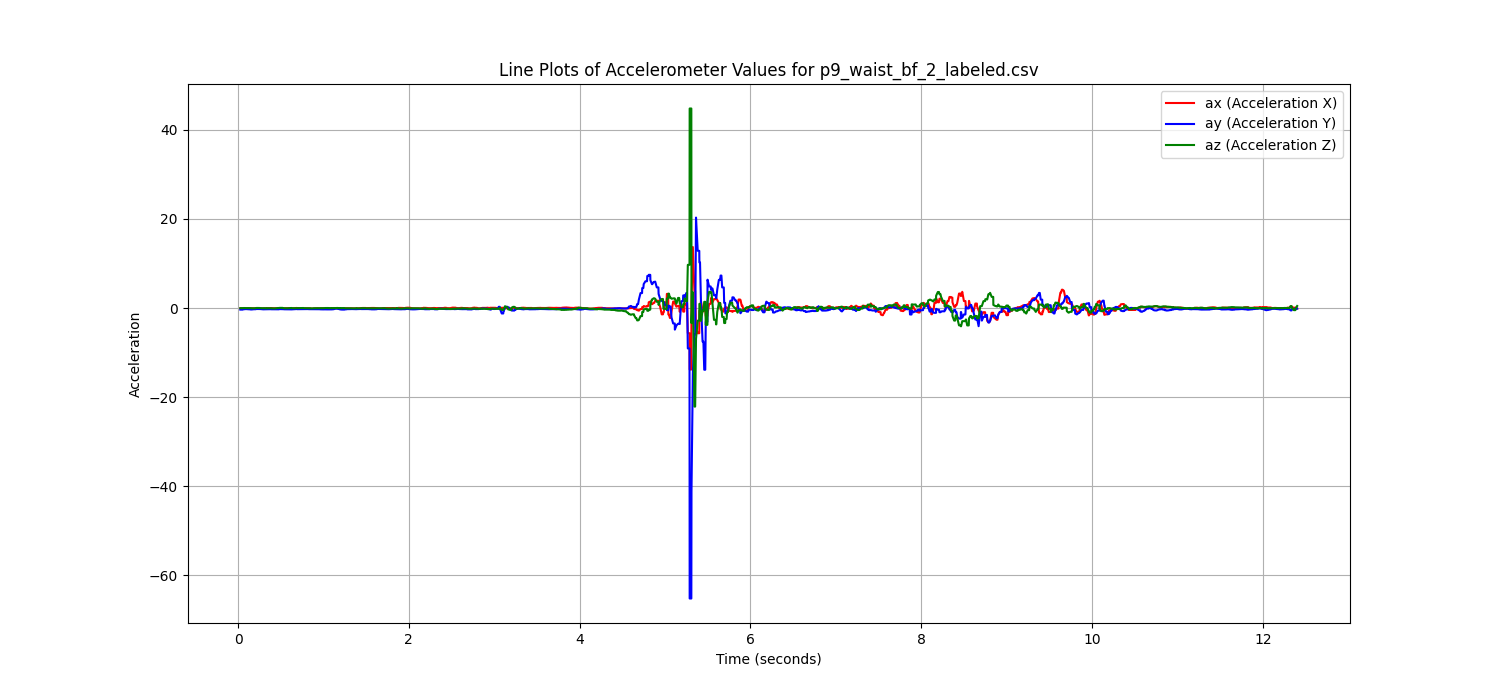 Line Plots of Accelerometer Values for p9_waist_bf_2_labeled.csv
ax (Acceleration X)
ay (Acceleration Y)
az (Acceleration Z)
Acceleration
40
20
0
−20
−40
−60
0 2 4 6 8 10 12
Time (seconds)